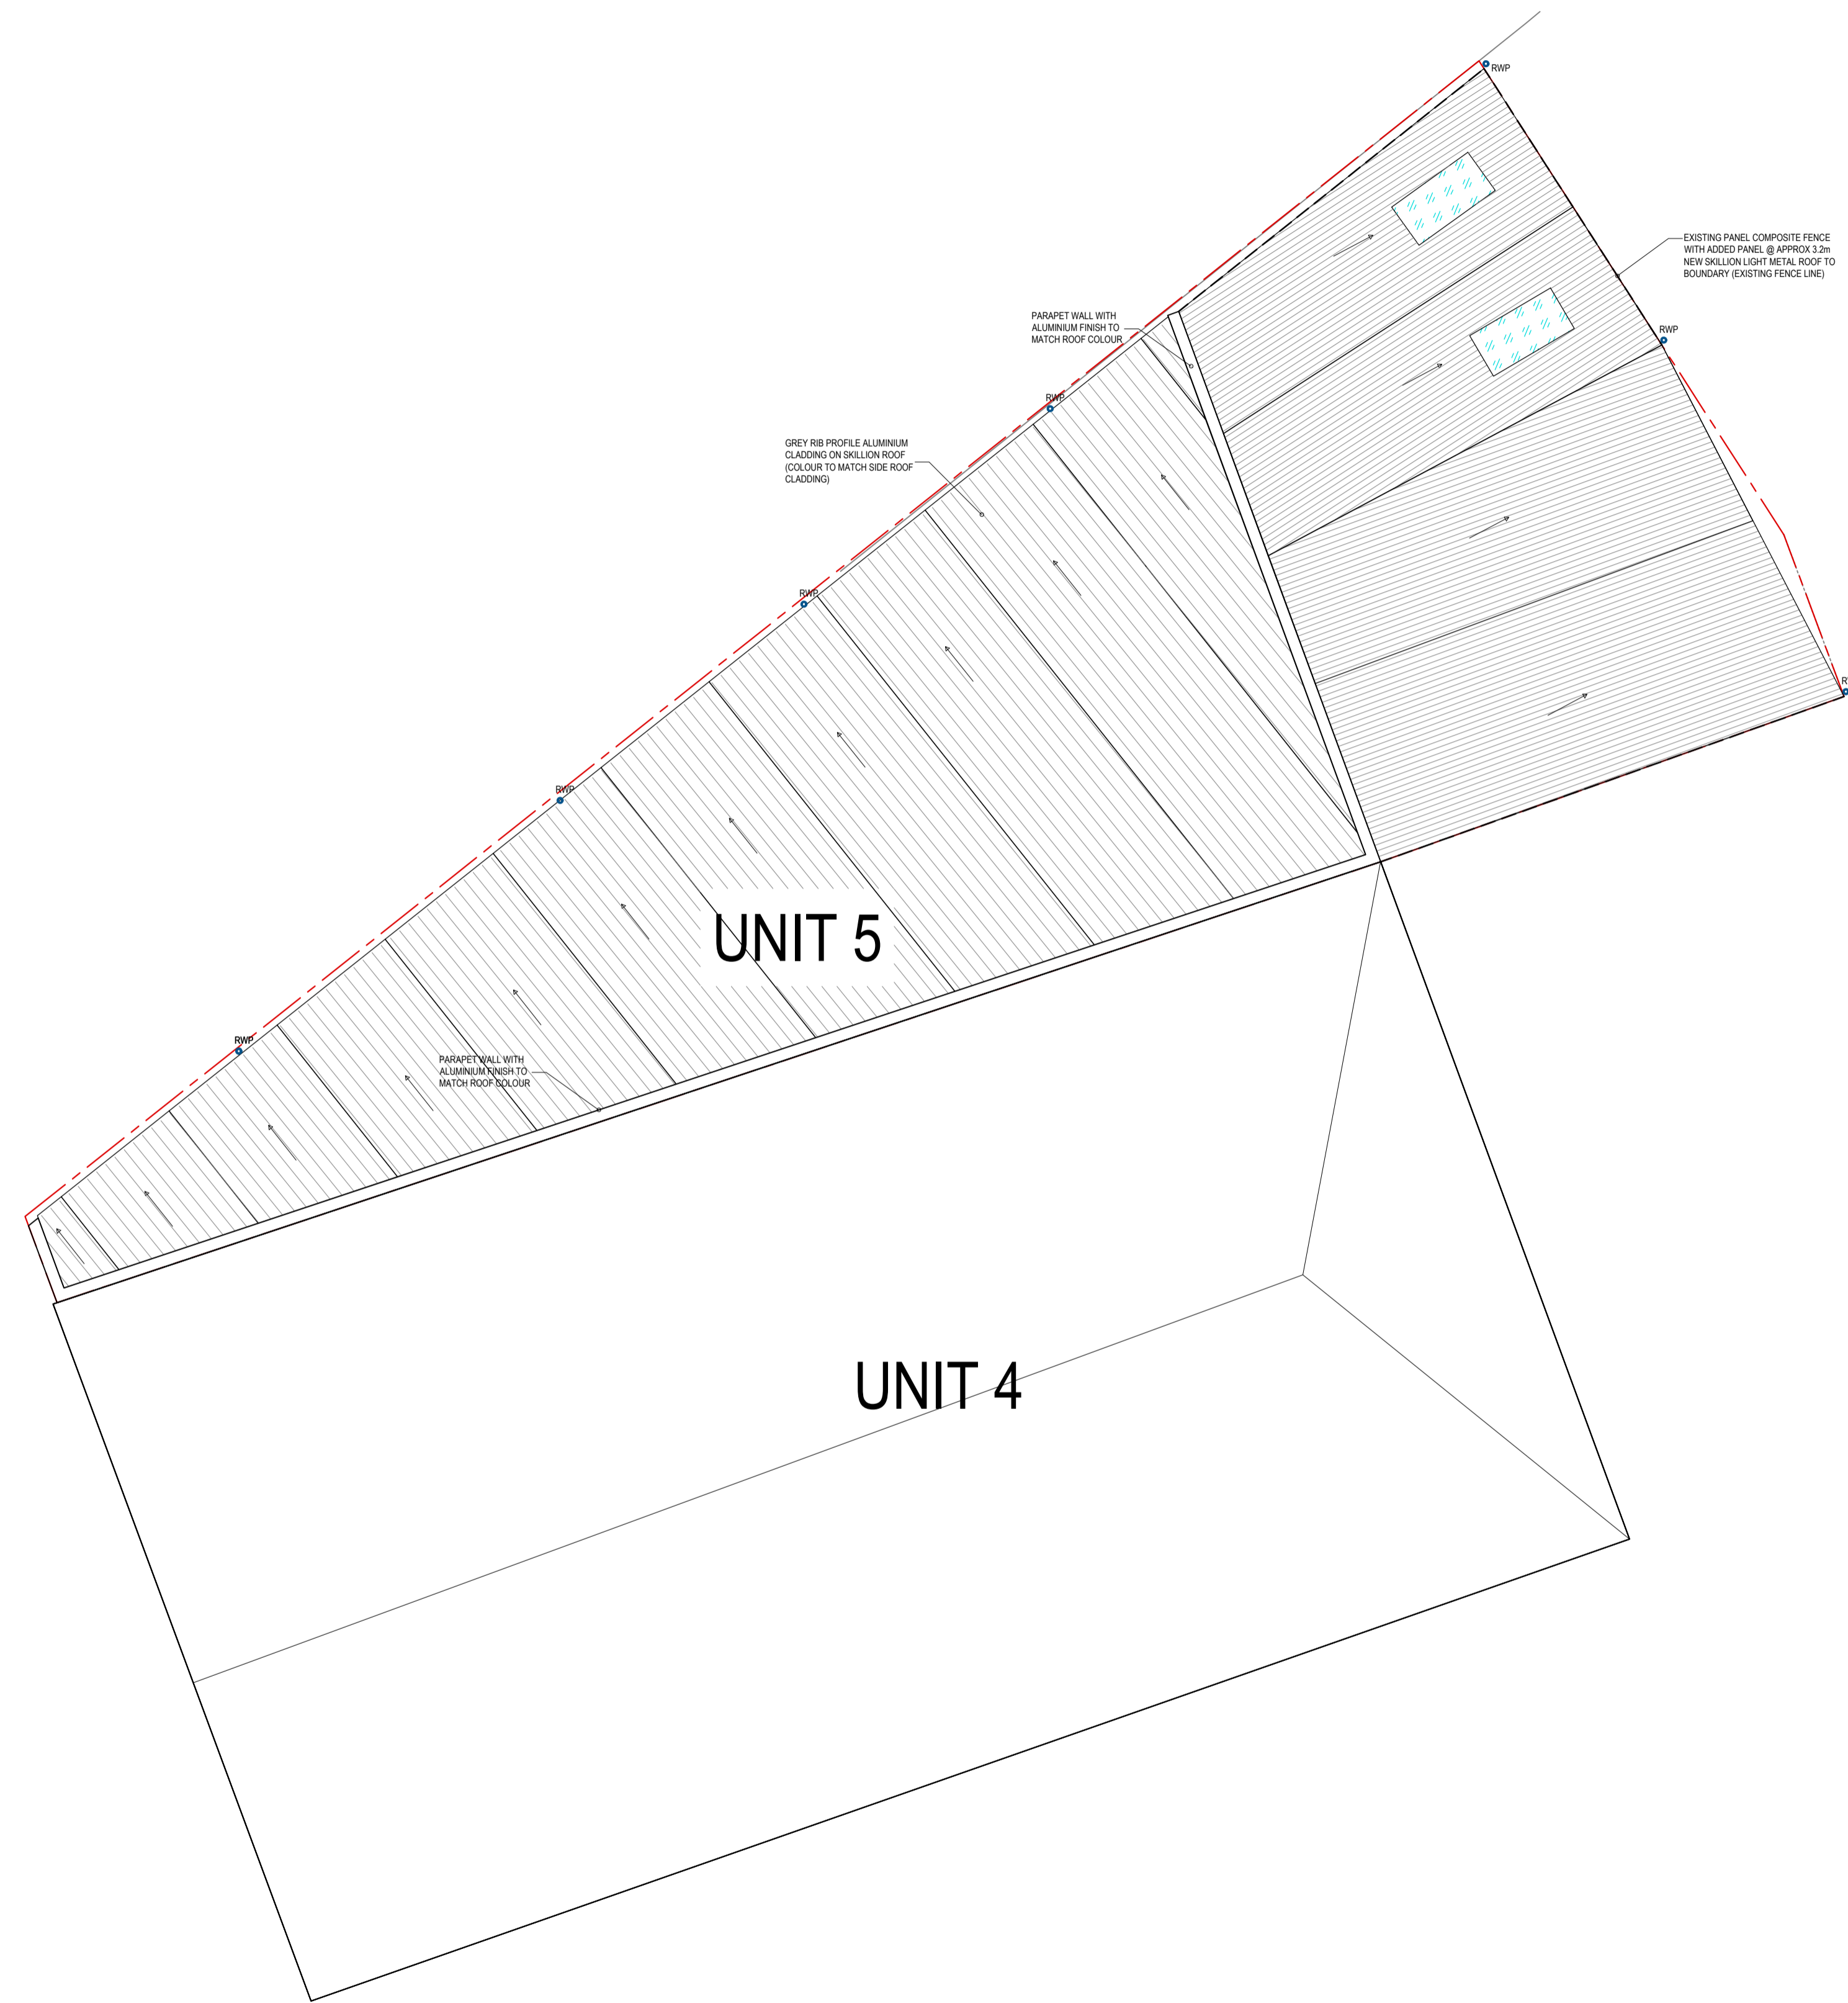 RWP
EXISTING PANEL COMPOSITE FENCE
WITH ADDED PANEL @ APPROX 3.2m
NEW SKILLION LIGHT METAL ROOF TO
BOUNDARY (EXISTING FENCE LINE)
PARAPET WALL WITH
ALUMINIUM FINISH TO
MATCH ROOF COLOUR
RWP
RWP
GREY RIB PROFILE ALUMINIUM
CLADDING ON SKILLION ROOF
(COLOUR TO MATCH SIDE ROOF
CLADDING)
RWP
RWP
UNIT 5
RWP
PARAPET WALL WITH
ALUMINIUM FINISH TO
MATCH ROOF COLOUR
UNIT 4